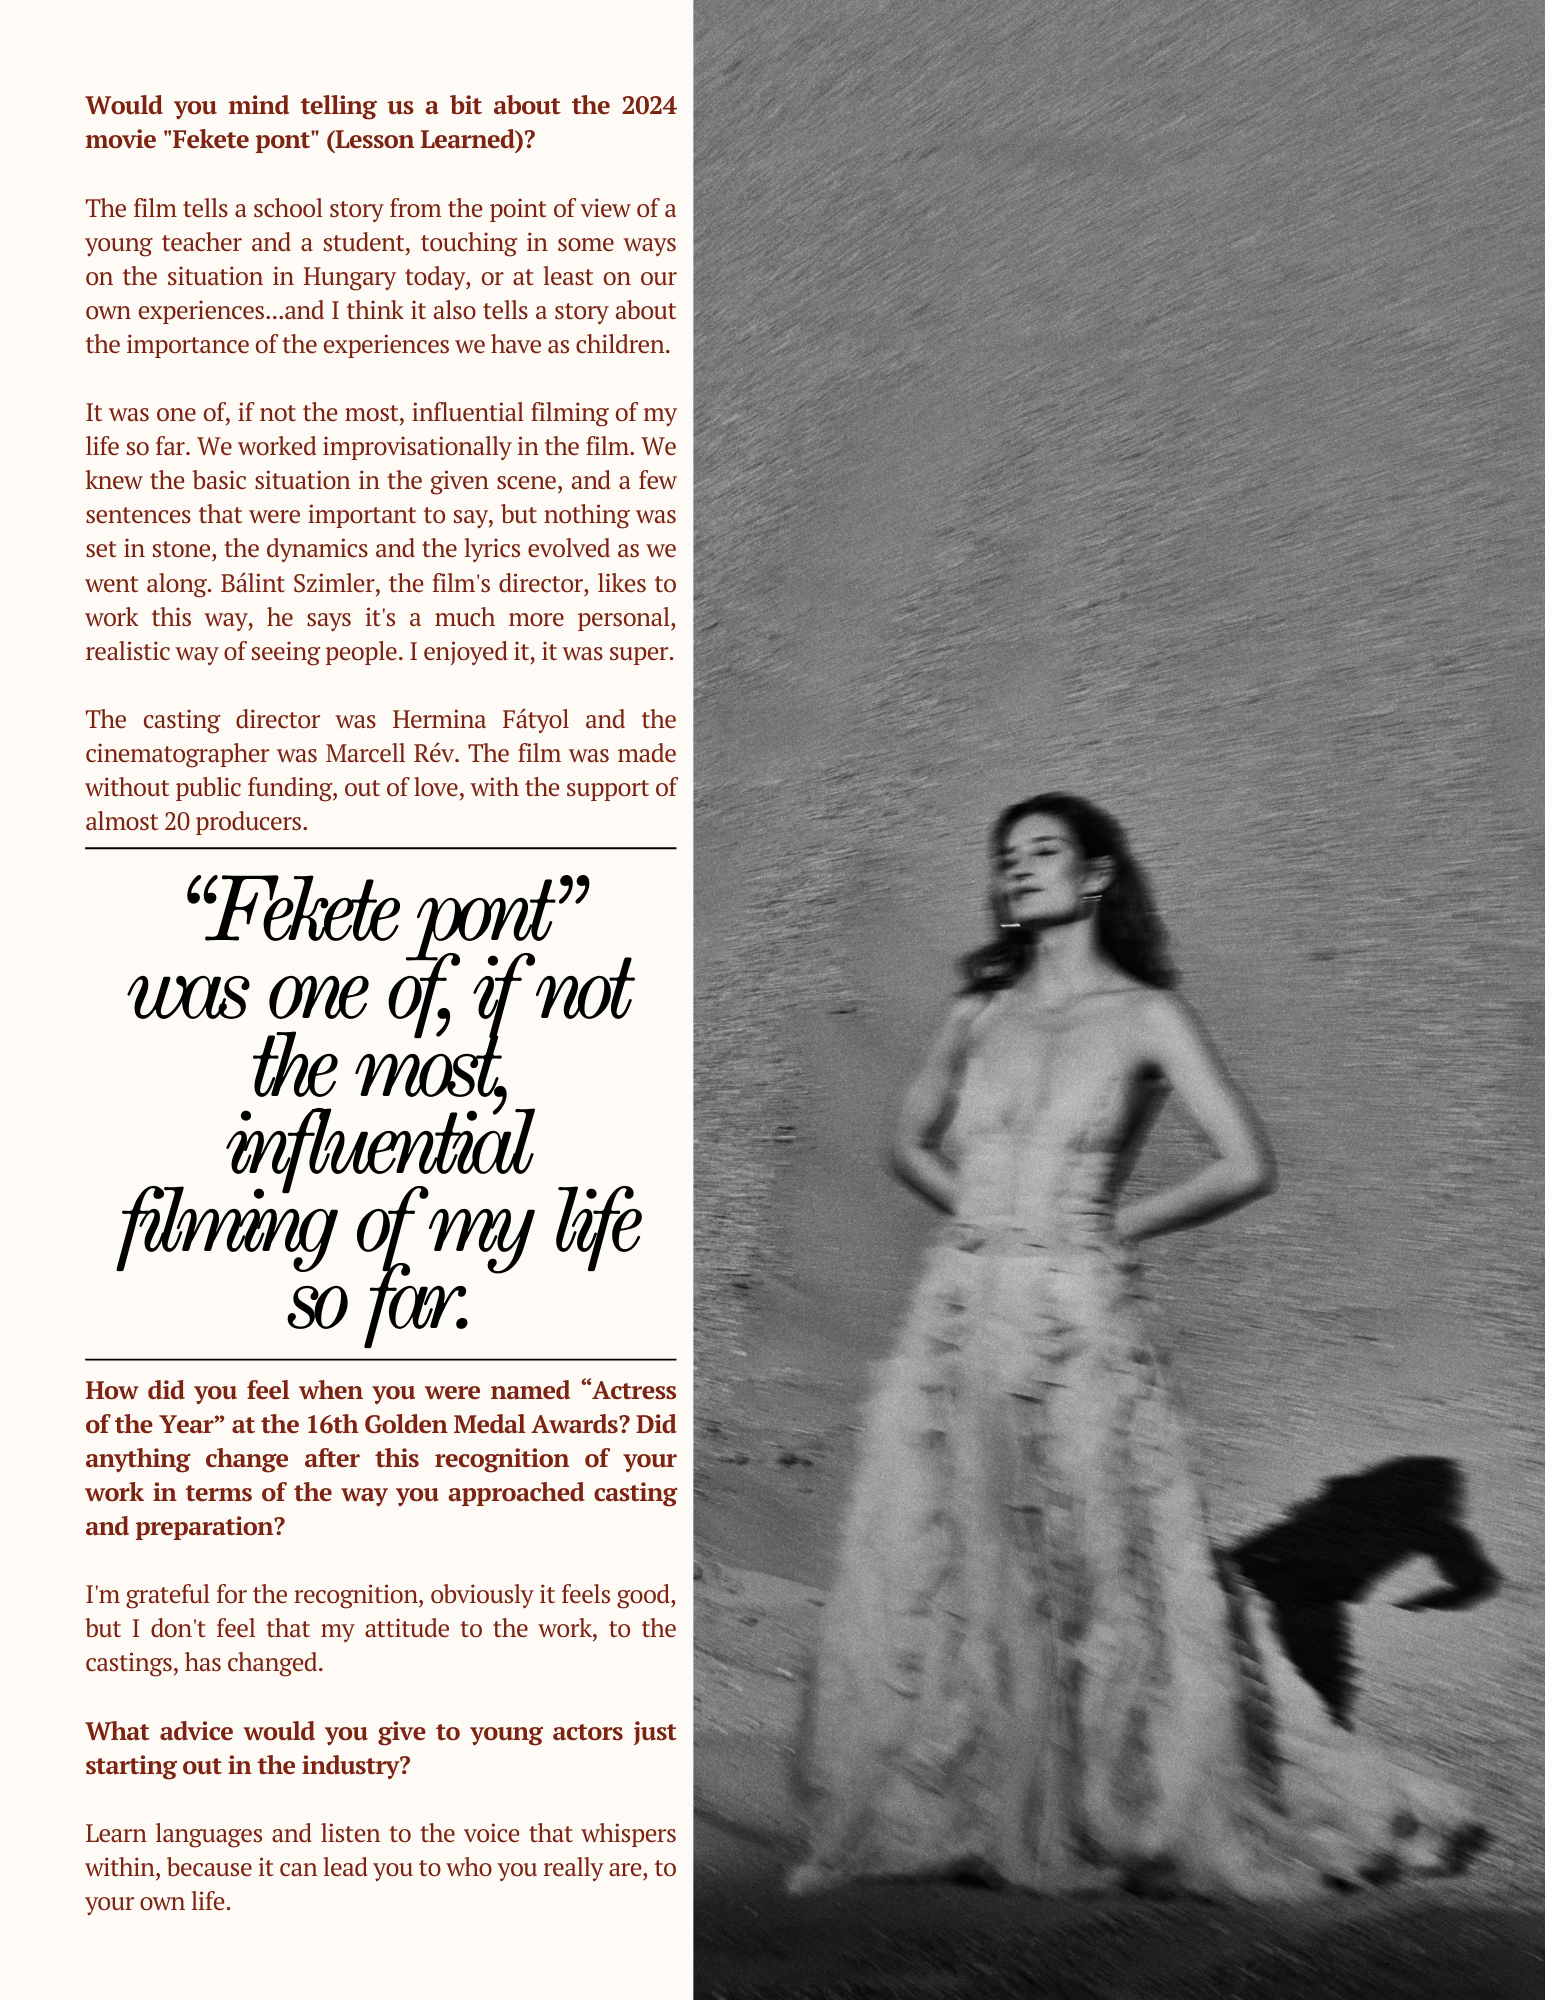 Would you mind telling us a bit about the 2024
movie "Fekete pont" (Lesson Learned)?
The film tells a school story from the point of view of a
young teacher and a student, touching in some ways
on the situation in Hungary today, or at least on our
own experiences...and I think it also tells a story about
the importance of the experiences we have as children.
It was one of, if not the most, influential filming of my
life so far. We worked improvisationally in the film. We
knew the basic situation in the given scene, and a few
sentences that were important to say, but nothing was
set in stone, the dynamics and the lyrics evolved as we
went along. Bálint Szimler, the film's director, likes to
work this way, he says it's a much more personal,
realistic way of seeing people. I enjoyed it, it was super.
The casting director was Hermina Fátyol and the
cinematographer was Marcell Rév. The film was made
without public funding, out of love, with the support of
almost 20 producers.
“Fekete pont”
was one of, if not
the most,
influential
filming of my life
so far.
How did you feel when you were named “Actress
of the Year” at the 16th Golden Medal Awards? Did
anything change after this recognition of your
work in terms of the way you approached casting
and preparation?
I'm grateful for the recognition, obviously it feels good,
but I don't feel that my attitude to the work, to the
castings, has changed.
What advice would you give to young actors just
starting out in the industry?
Learn languages and listen to the voice that whispers
within, because it can lead you to who you really are, to
your own life.